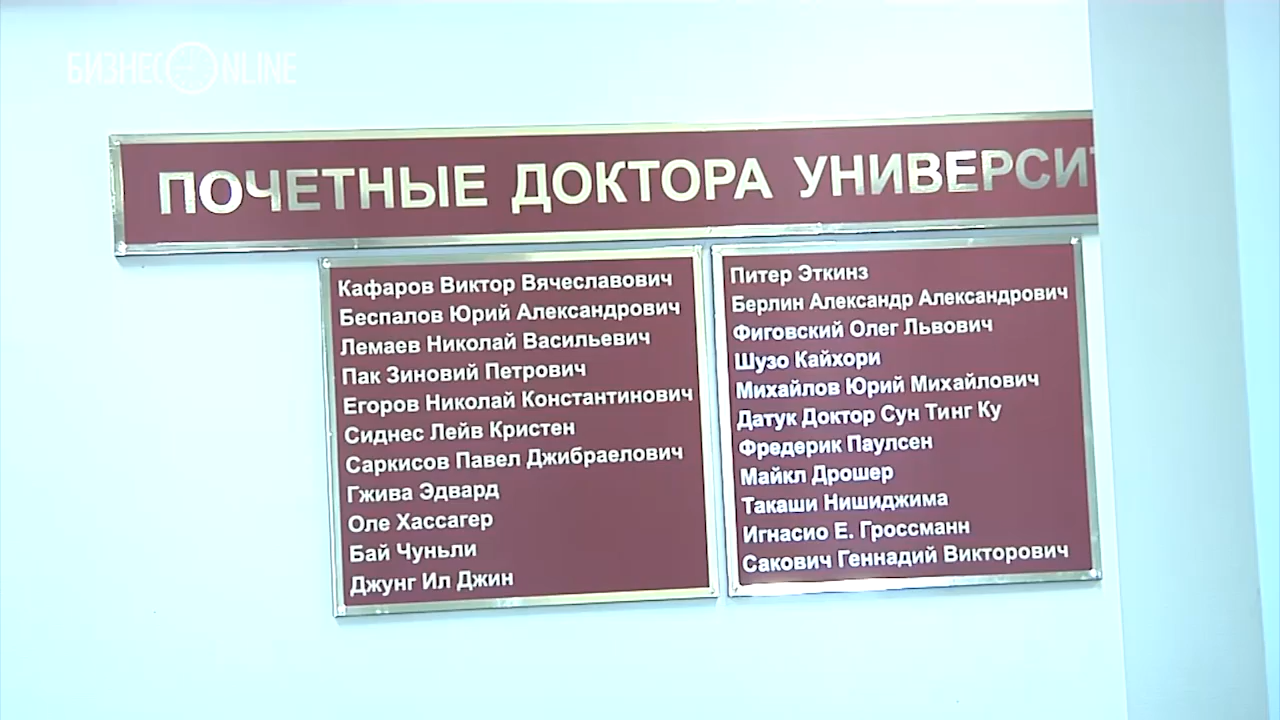 БИЗНЕС ONLINE
ПОЧЕТНЫЕ ДОКТОРА УНИВЕРСИ
Кафаров Виктор Вячеславович
Беспалов Юрий Александрович
Лемаев Николай Васильевич
Пак Зиновий Петрович
Егоров Николай Константинович
Сиднес Лейв Кристен
Саркисов Павел Джибраелович
Гжива Эдвард
Оле Хассагер
Бай Чуньли
Джунг Ил Джин
Питер Эткинз
Берлин Александр Александрович
Фиговский Олег Львович
Шузо Кайхори
Михайлов Юрий Михайлович
Датук Доктор Сун Тинг Ку
Фредерик Паулсен
Майкл Дрошер
Такаши Нишиджима
Игнасио Е. Гроссманн
Сакович Геннадий Викторович